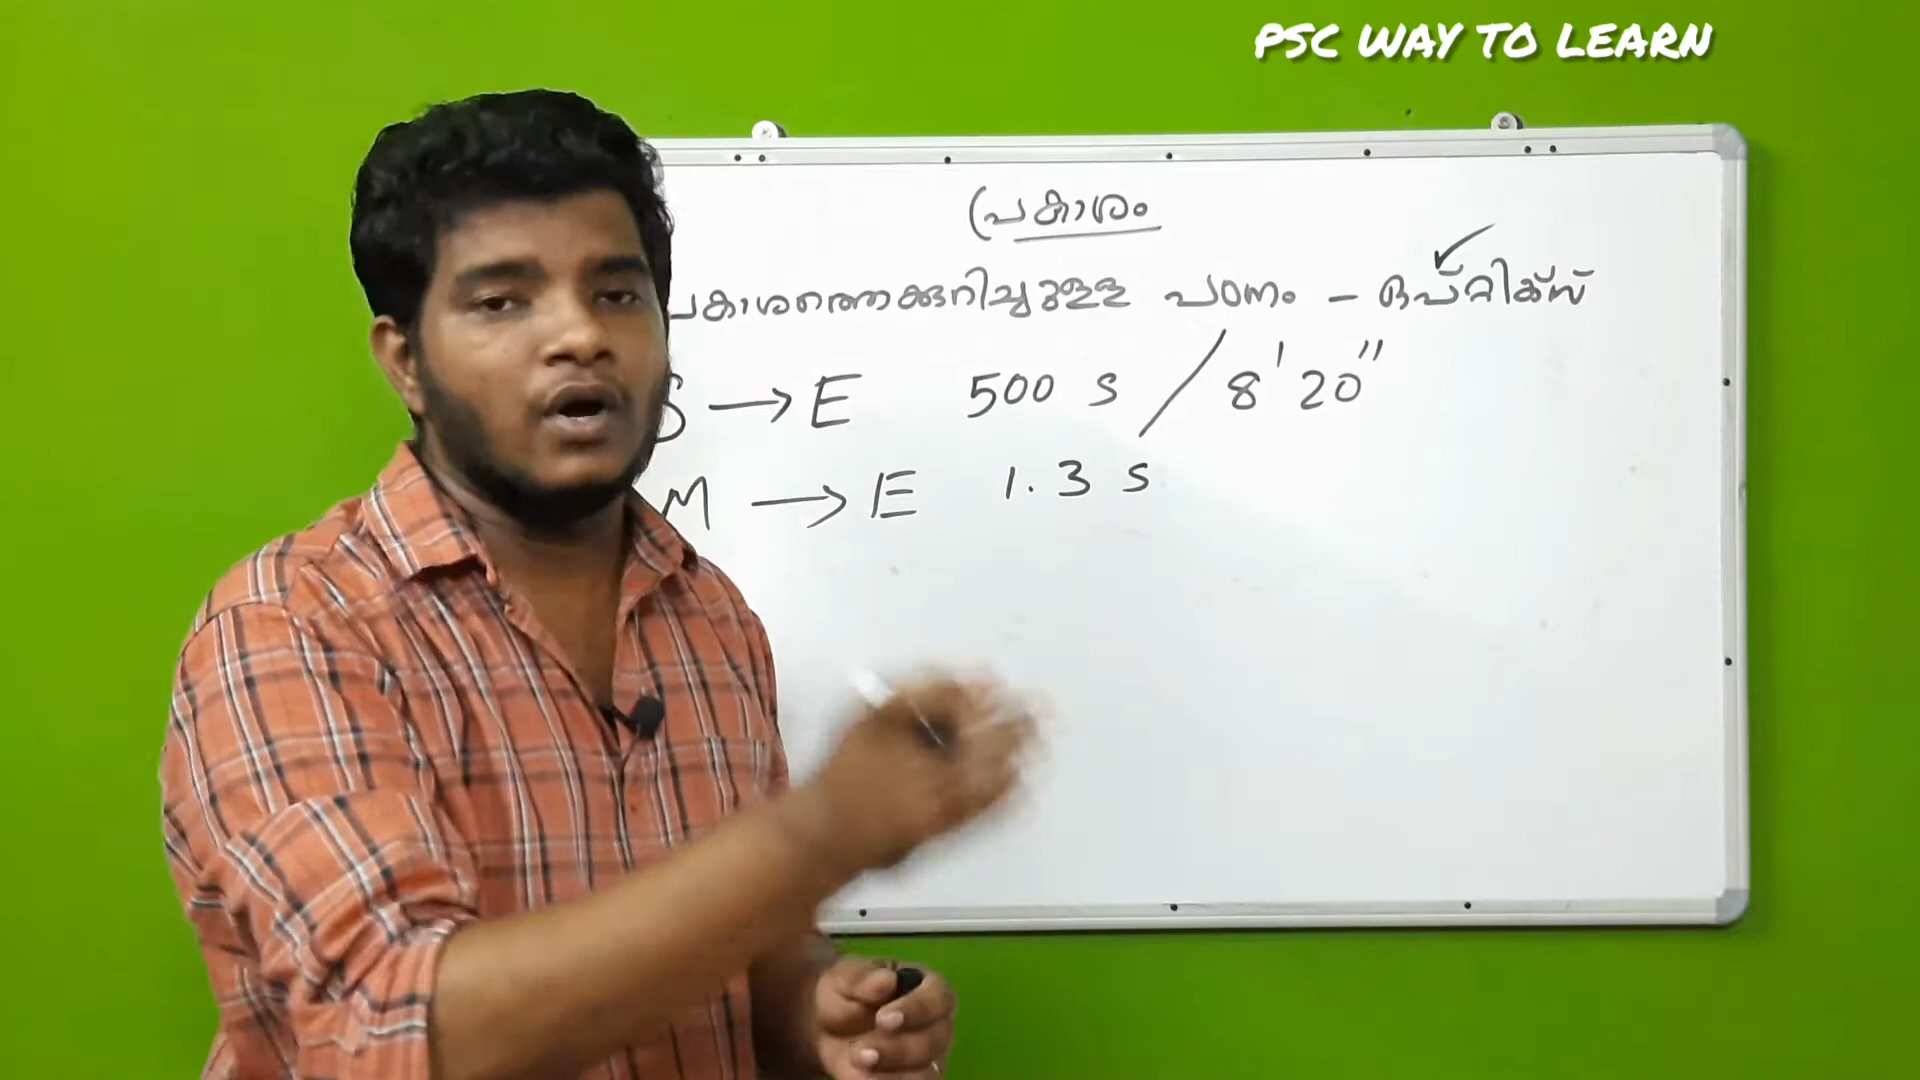 PSC WAY TO LEARN
പ്രകാശം
പ്രകാശത്തെക്കുറിച്ചുള്ള പഠനം – ഒപ്റ്റിക്സ്
S → E 500 s / 8' 20"
M → E 1.3 s